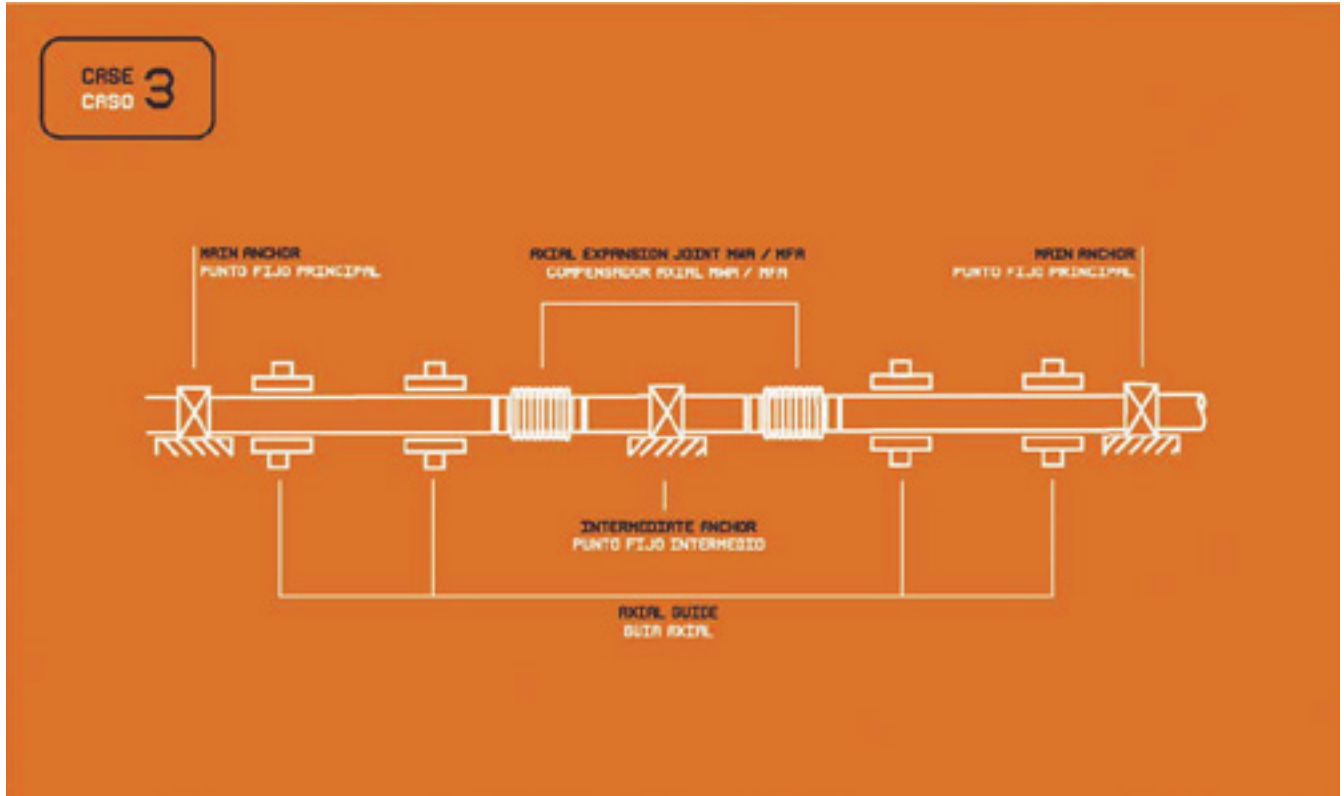 CASE
CASO 3
MAIN ANCHOR
PUNTO FIJO PRINCIPAL
AXIAL EXPANSION JOINT MWA / MFA
COMPENSADOR AXIAL MWA / MFA
MAIN ANCHOR
PUNTO FIJO PRINCIPAL
INTERMEDIATE ANCHOR
PUNTO FIJO INTERMEDIO
AXIAL GUIDE
GUIA AXIAL